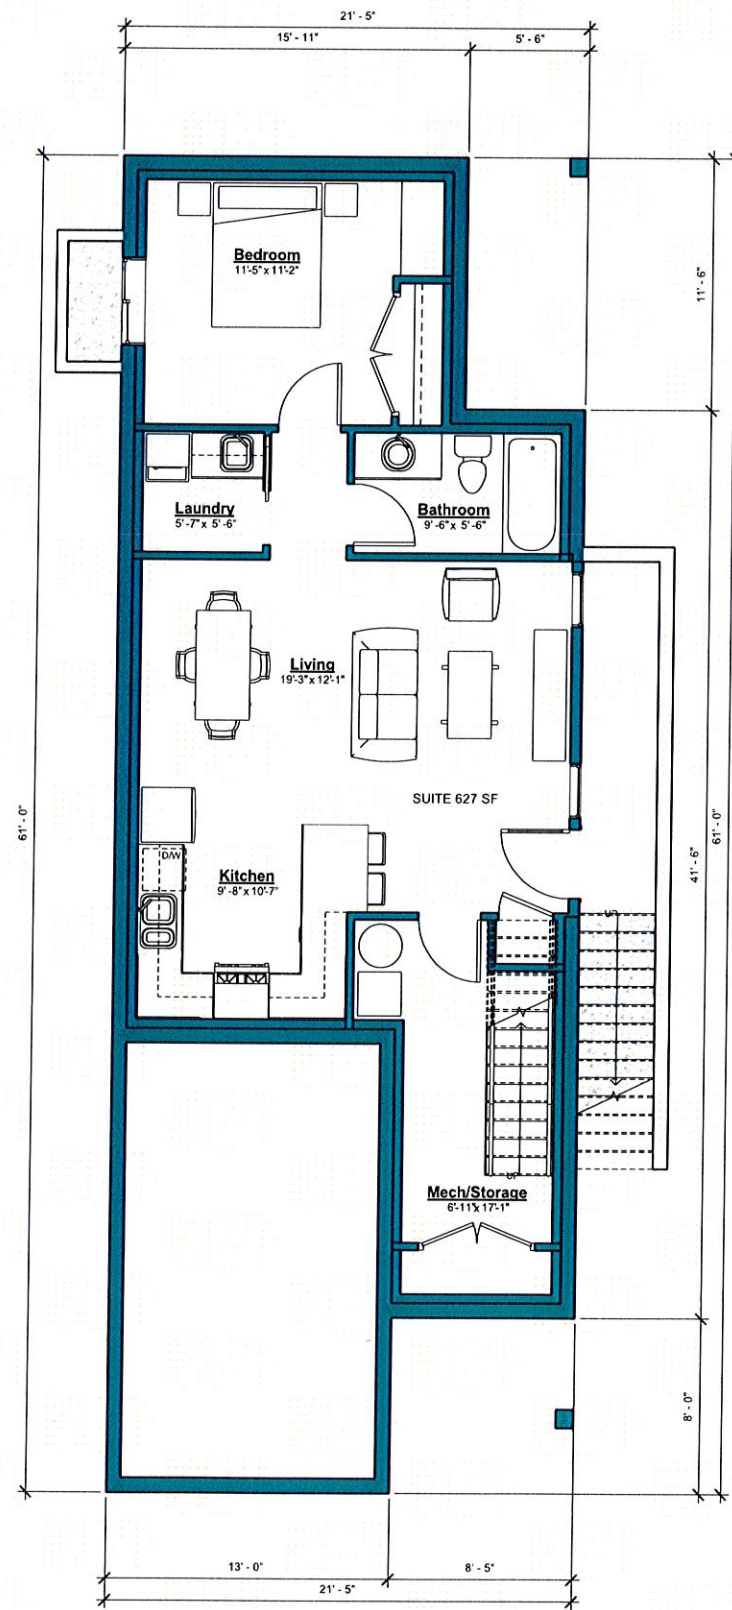 21' - 5"
15' - 11"
5' - 6"
Bedroom
11'-5" x 11'-2"
11' - 6"
Laundry
5' -7" x 5' -6"
Bathroom
9' -6" x 5' -6"
Living
19'-3" x 12'-1"
61' - 0"
SUITE 627 SF
D/W
Kitchen
9' -8" x 10'-7"
41' - 6"
61' - 0"
UP
UP
Mech/Storage
6'-11" x 17'-1"
8' - 0"
13' - 0"
8' - 5"
21' - 5"